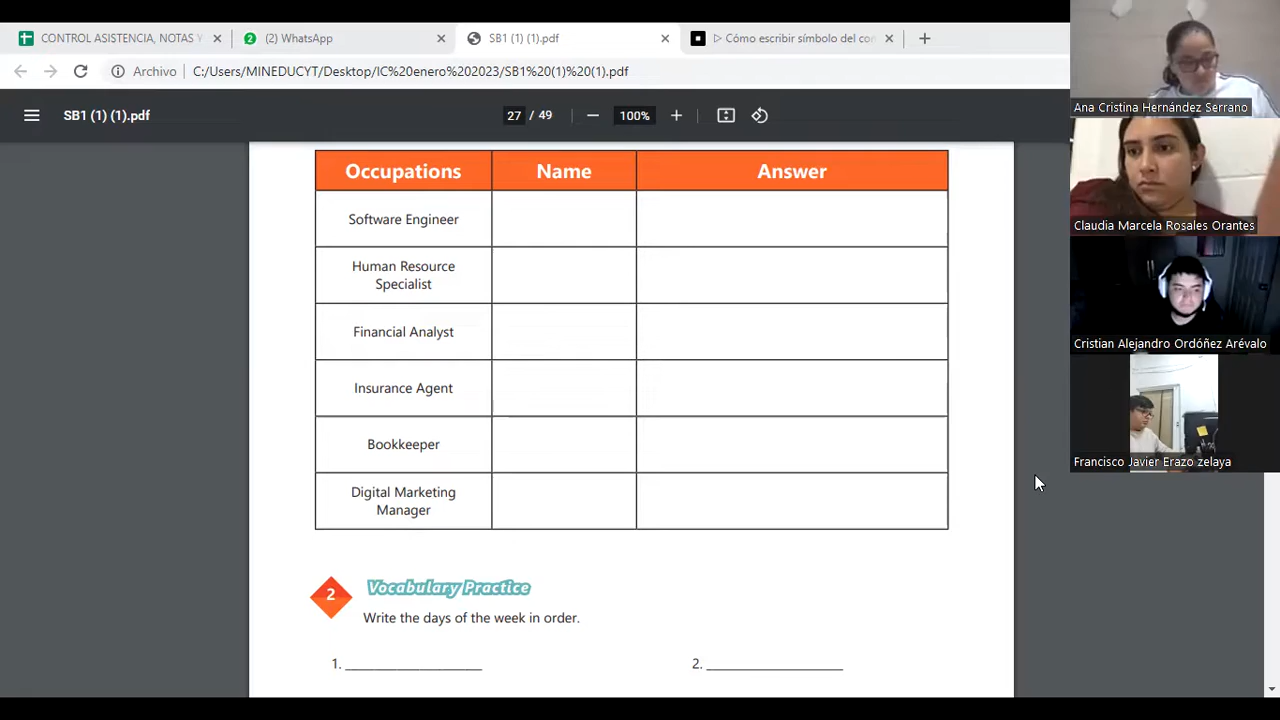 CONTROL ASISTENCIA, NOTAS Y
(2) WhatsApp
SB1 (1) (1).pdf
Cómo escribir símbolo del co
Archivo C:/Users/MINEDUCYT/Desktop/IC%20enero%202023/SB1%20(1)%20(1).pdf
SB1 (1) (1).pdf
27 / 49
100%
Occupations Name Answer
Software Engineer
Human Resource
Specialist
Financial Analyst
Insurance Agent
Bookkeeper
Digital Marketing
Manager
2 Vocabulary Practice
Write the days of the week in order.
1. ____________________ 2. ____________________
Ana Cristina Hernández Serrano
Claudia Marcela Rosales Orantes
Cristian Alejandro Ordóñez Arévalo
Francisco Javier Erazo zelaya